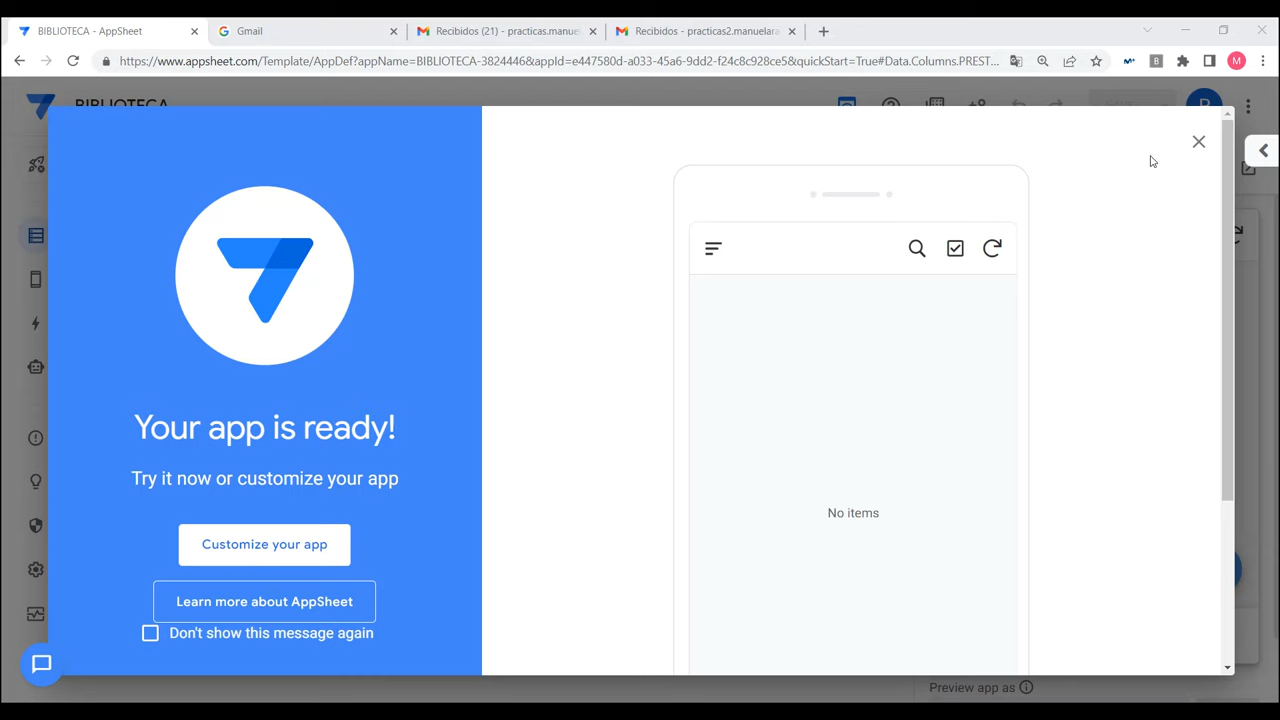 BIBLIOTECA - AppSheet
Gmail
Recibidos (21) - practicas.manuel
Recibidos - practicas2.manuelara
https://www.appsheet.com/Template/AppDef?appName=BIBLIOTECA-3824446&appId=e447580d-a033-45a6-9dd2-f24c8c928ce5&quickStart=True#Data.Columns.PREST...
B
M
BIBLIOTECA
SAVE
Your app is ready!
Try it now or customize your app
No items
Customize your app
Learn more about AppSheet
Don't show this message again
Preview app as